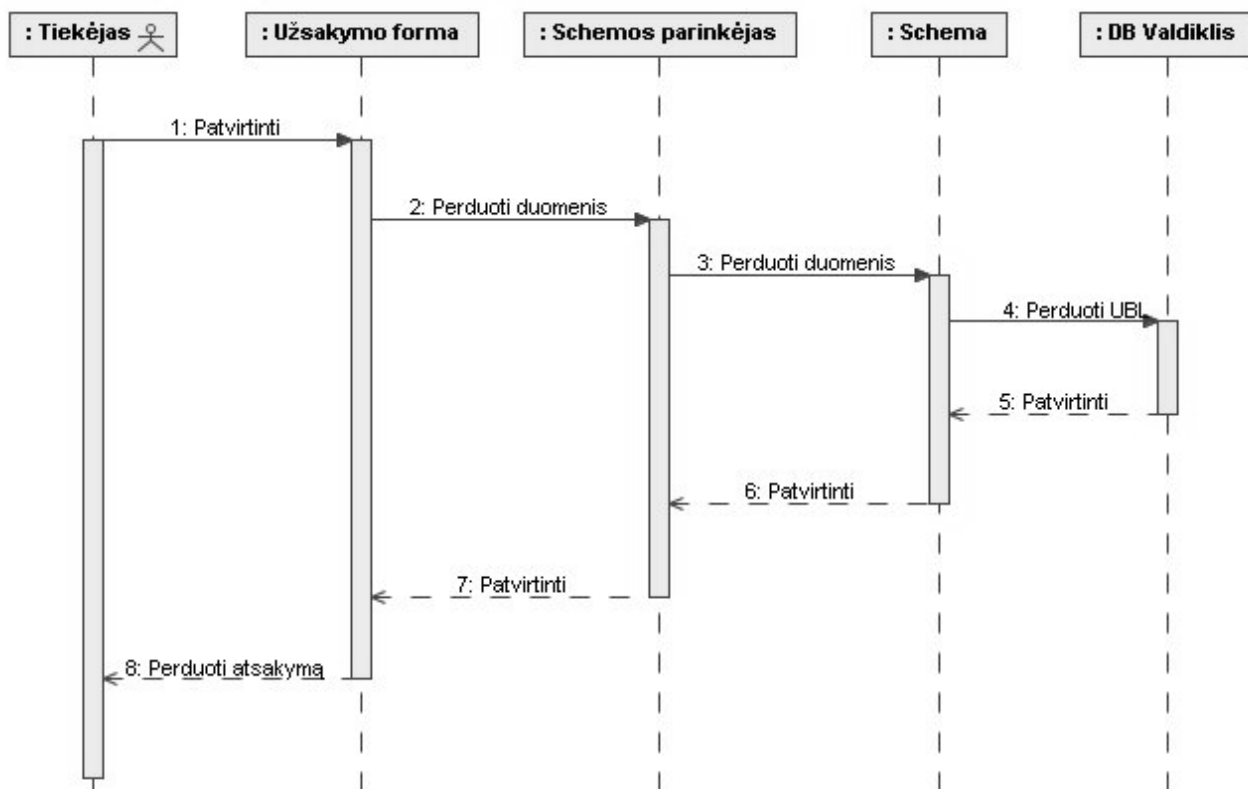 : Tiekėjas
: Užsakymo forma
: Schemos parinkėjas
: Schema
: DB Valdiklis
1: Patvirtinti
2: Perduoti duomenis
3: Perduoti duomenis
4: Perduoti UBL
5: Patvirtinti
6: Patvirtinti
7: Patvirtinti
8: Perduoti atsakymą